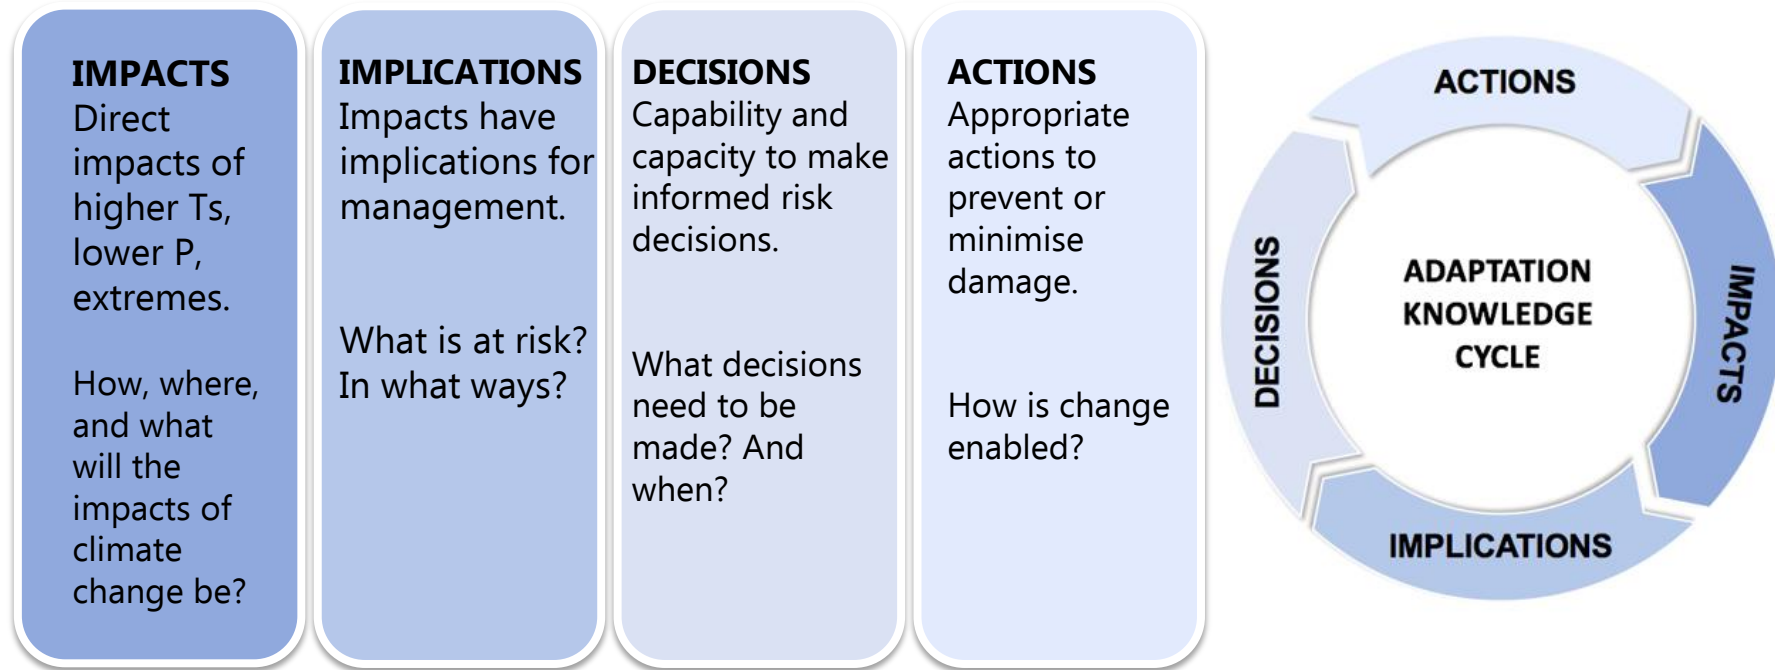 IMPACTS
Direct
impacts of
higher Ts,
lower P,
extremes.
How, where,
and what
will the
impacts of
climate
change be?
IMPLICATIONS
Impacts have
implications for
management.
What is at risk?
In what ways?
DECISIONS
Capability and
capacity to make
informed risk
decisions.
What decisions
need to be
made? And
when?
ACTIONS
Appropriate
actions to
prevent or
minimise
damage.
How is change
enabled?
ACTIONS
IMPACTS
IMPLICATIONS
DECISIONS
ADAPTATION
KNOWLEDGE
CYCLE